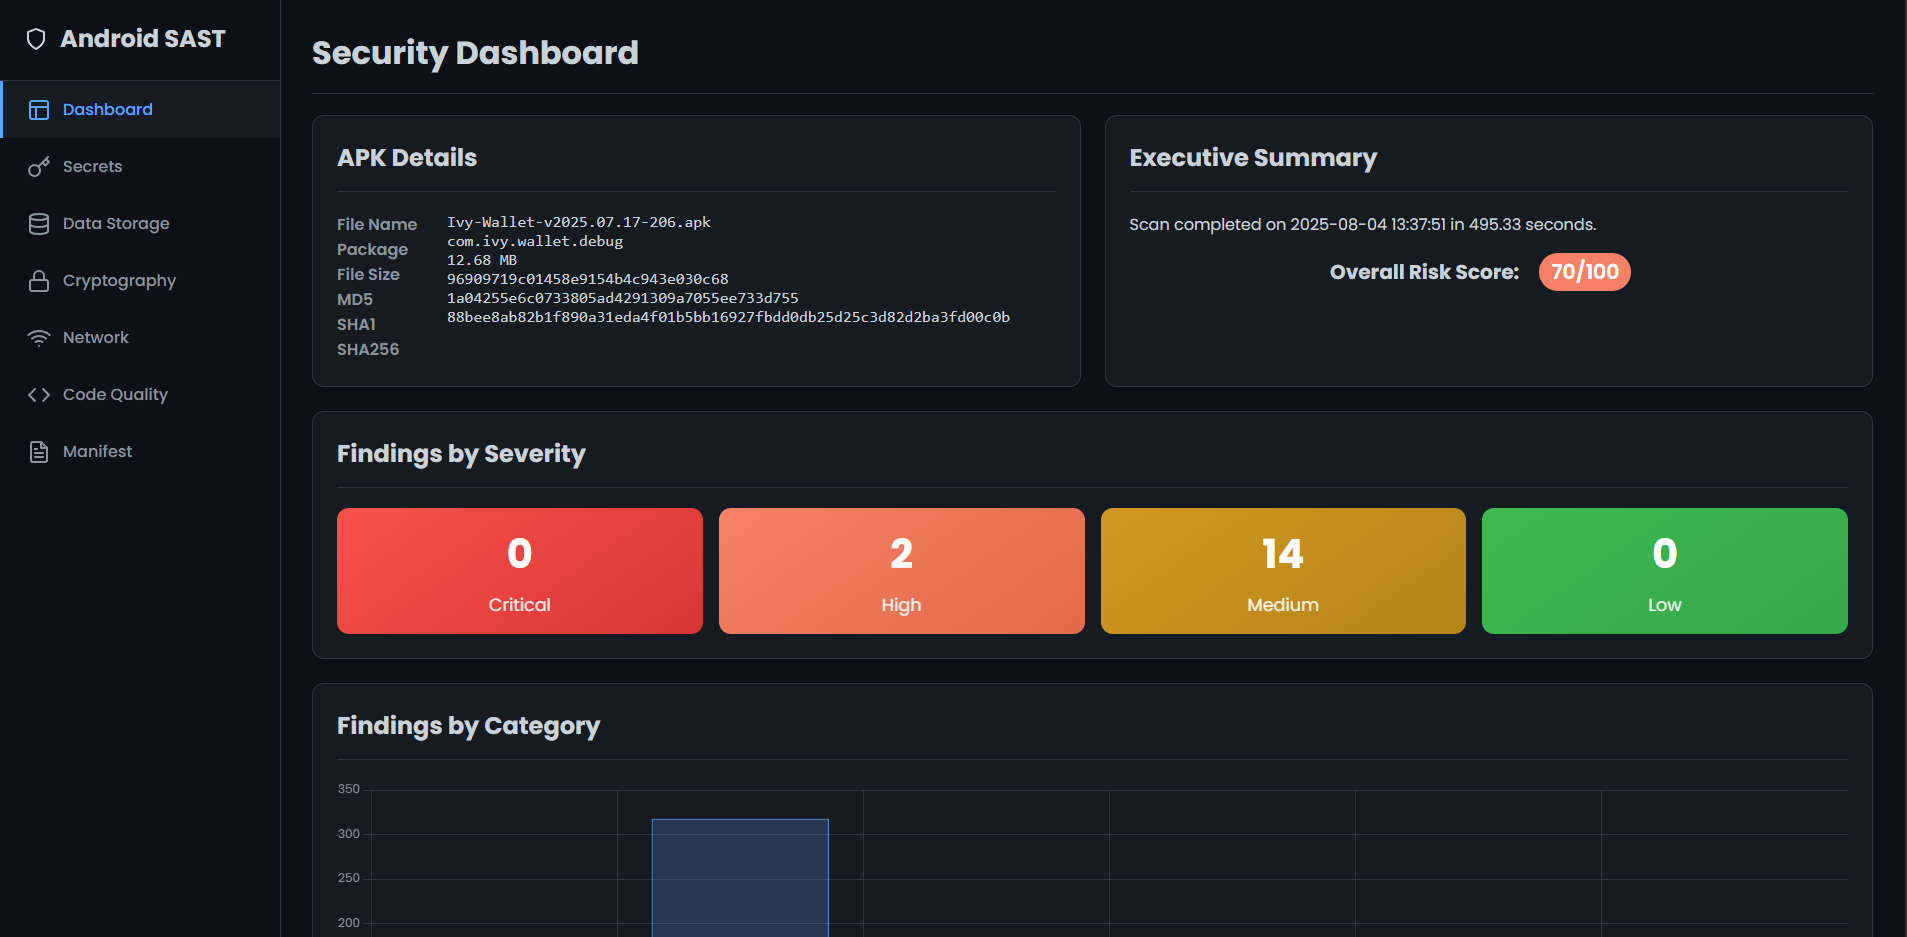 Android SAST
Dashboard
Secrets
Data Storage
Cryptography
Network
Code Quality
Manifest
Security Dashboard
APK Details
File Name
Package
File Size
MD5
SHA1
SHA256
Ivy-Wallet-v2025.07.17-206.apk
com.ivy.wallet.debug
12.68 MB
96909719c01458e9154b4c943e030c68
1a04255e6c0733805ad4291309a7055ee733d755
88bee8ab82b1f890a31eda4f01b5bb16927fbdd0db25d25c3d82d2ba3fd00c0b
Executive Summary
Scan completed on 2025-08-04 13:37:51 in 495.33 seconds.
Overall Risk Score: 70/100
Findings by Severity
0
Critical
2
High
14
Medium
0
Low
Findings by Category
350
300
250
200